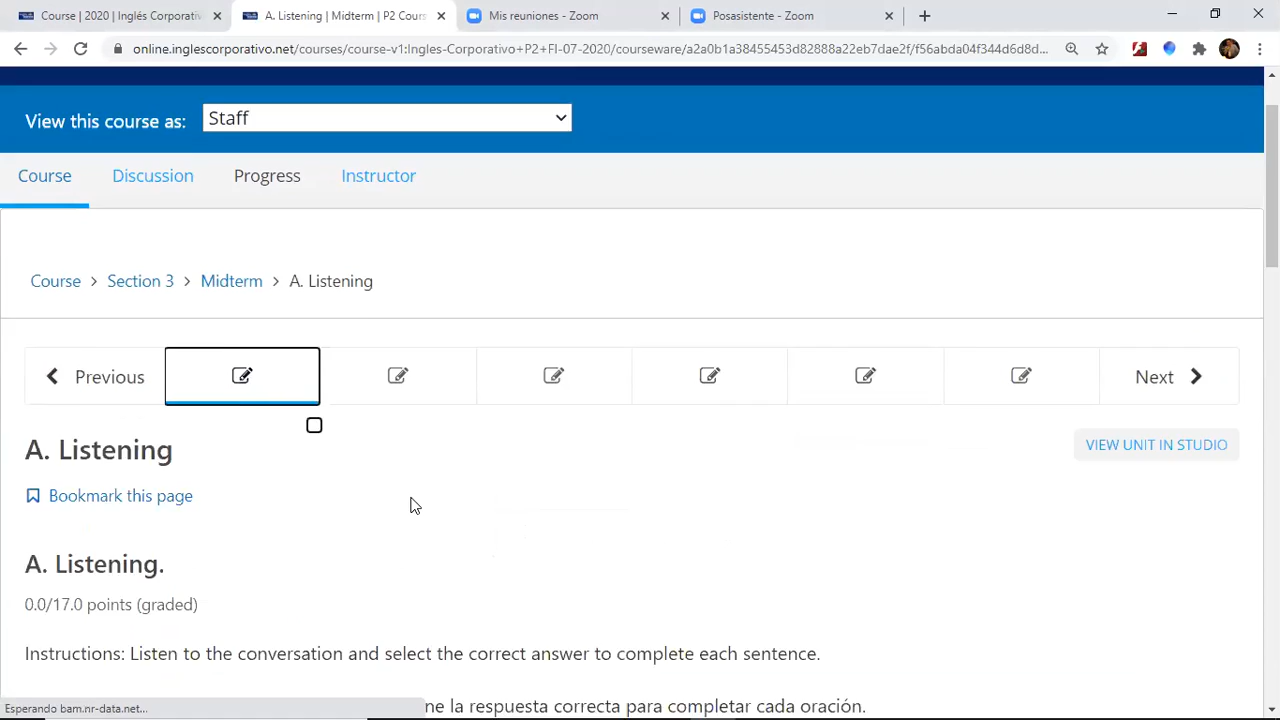 Course | 2020 | Inglés Corporativ
A. Listening | Midterm | P2 Cours
Mis reuniones - Zoom
Posasistente - Zoom
online.inglescorporativo.net/courses/course-v1:Ingles-Corporativo+P2+FI-07-2020/courseware/a2a0b1a38455453d82088a22eb7dae2f/f56abda04f344d6d8d...
View this course as: Staff
Course Discussion Progress Instructor
Course > Section 3 > Midterm > A. Listening
Previous Next
A. Listening
VIEW UNIT IN STUDIO
Bookmark this page
A. Listening.
0.0/17.0 points (graded)
Instructions: Listen to the conversation and select the correct answer to complete each sentence.
ne la respuesta correcta para completar cada oración.
Esperando bam.nr-data.net...